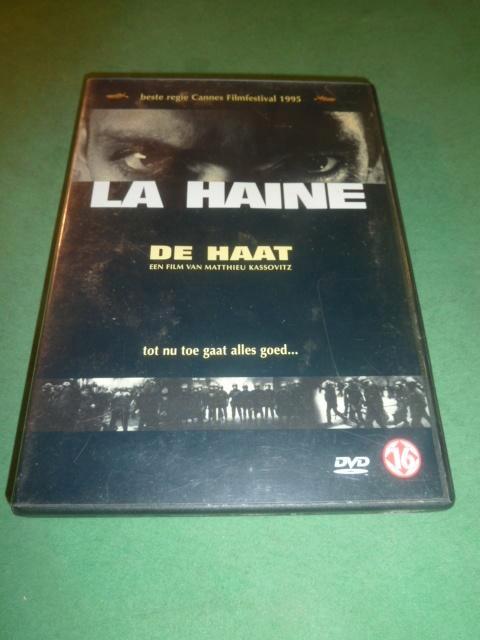 beste regie Cannes Filmfestival 1995
LA HAINE
DE HAAT
EEN FILM VAN MATTHIEU KASSOVITZ
tot nu toe gaat alles goed...
DVD
16